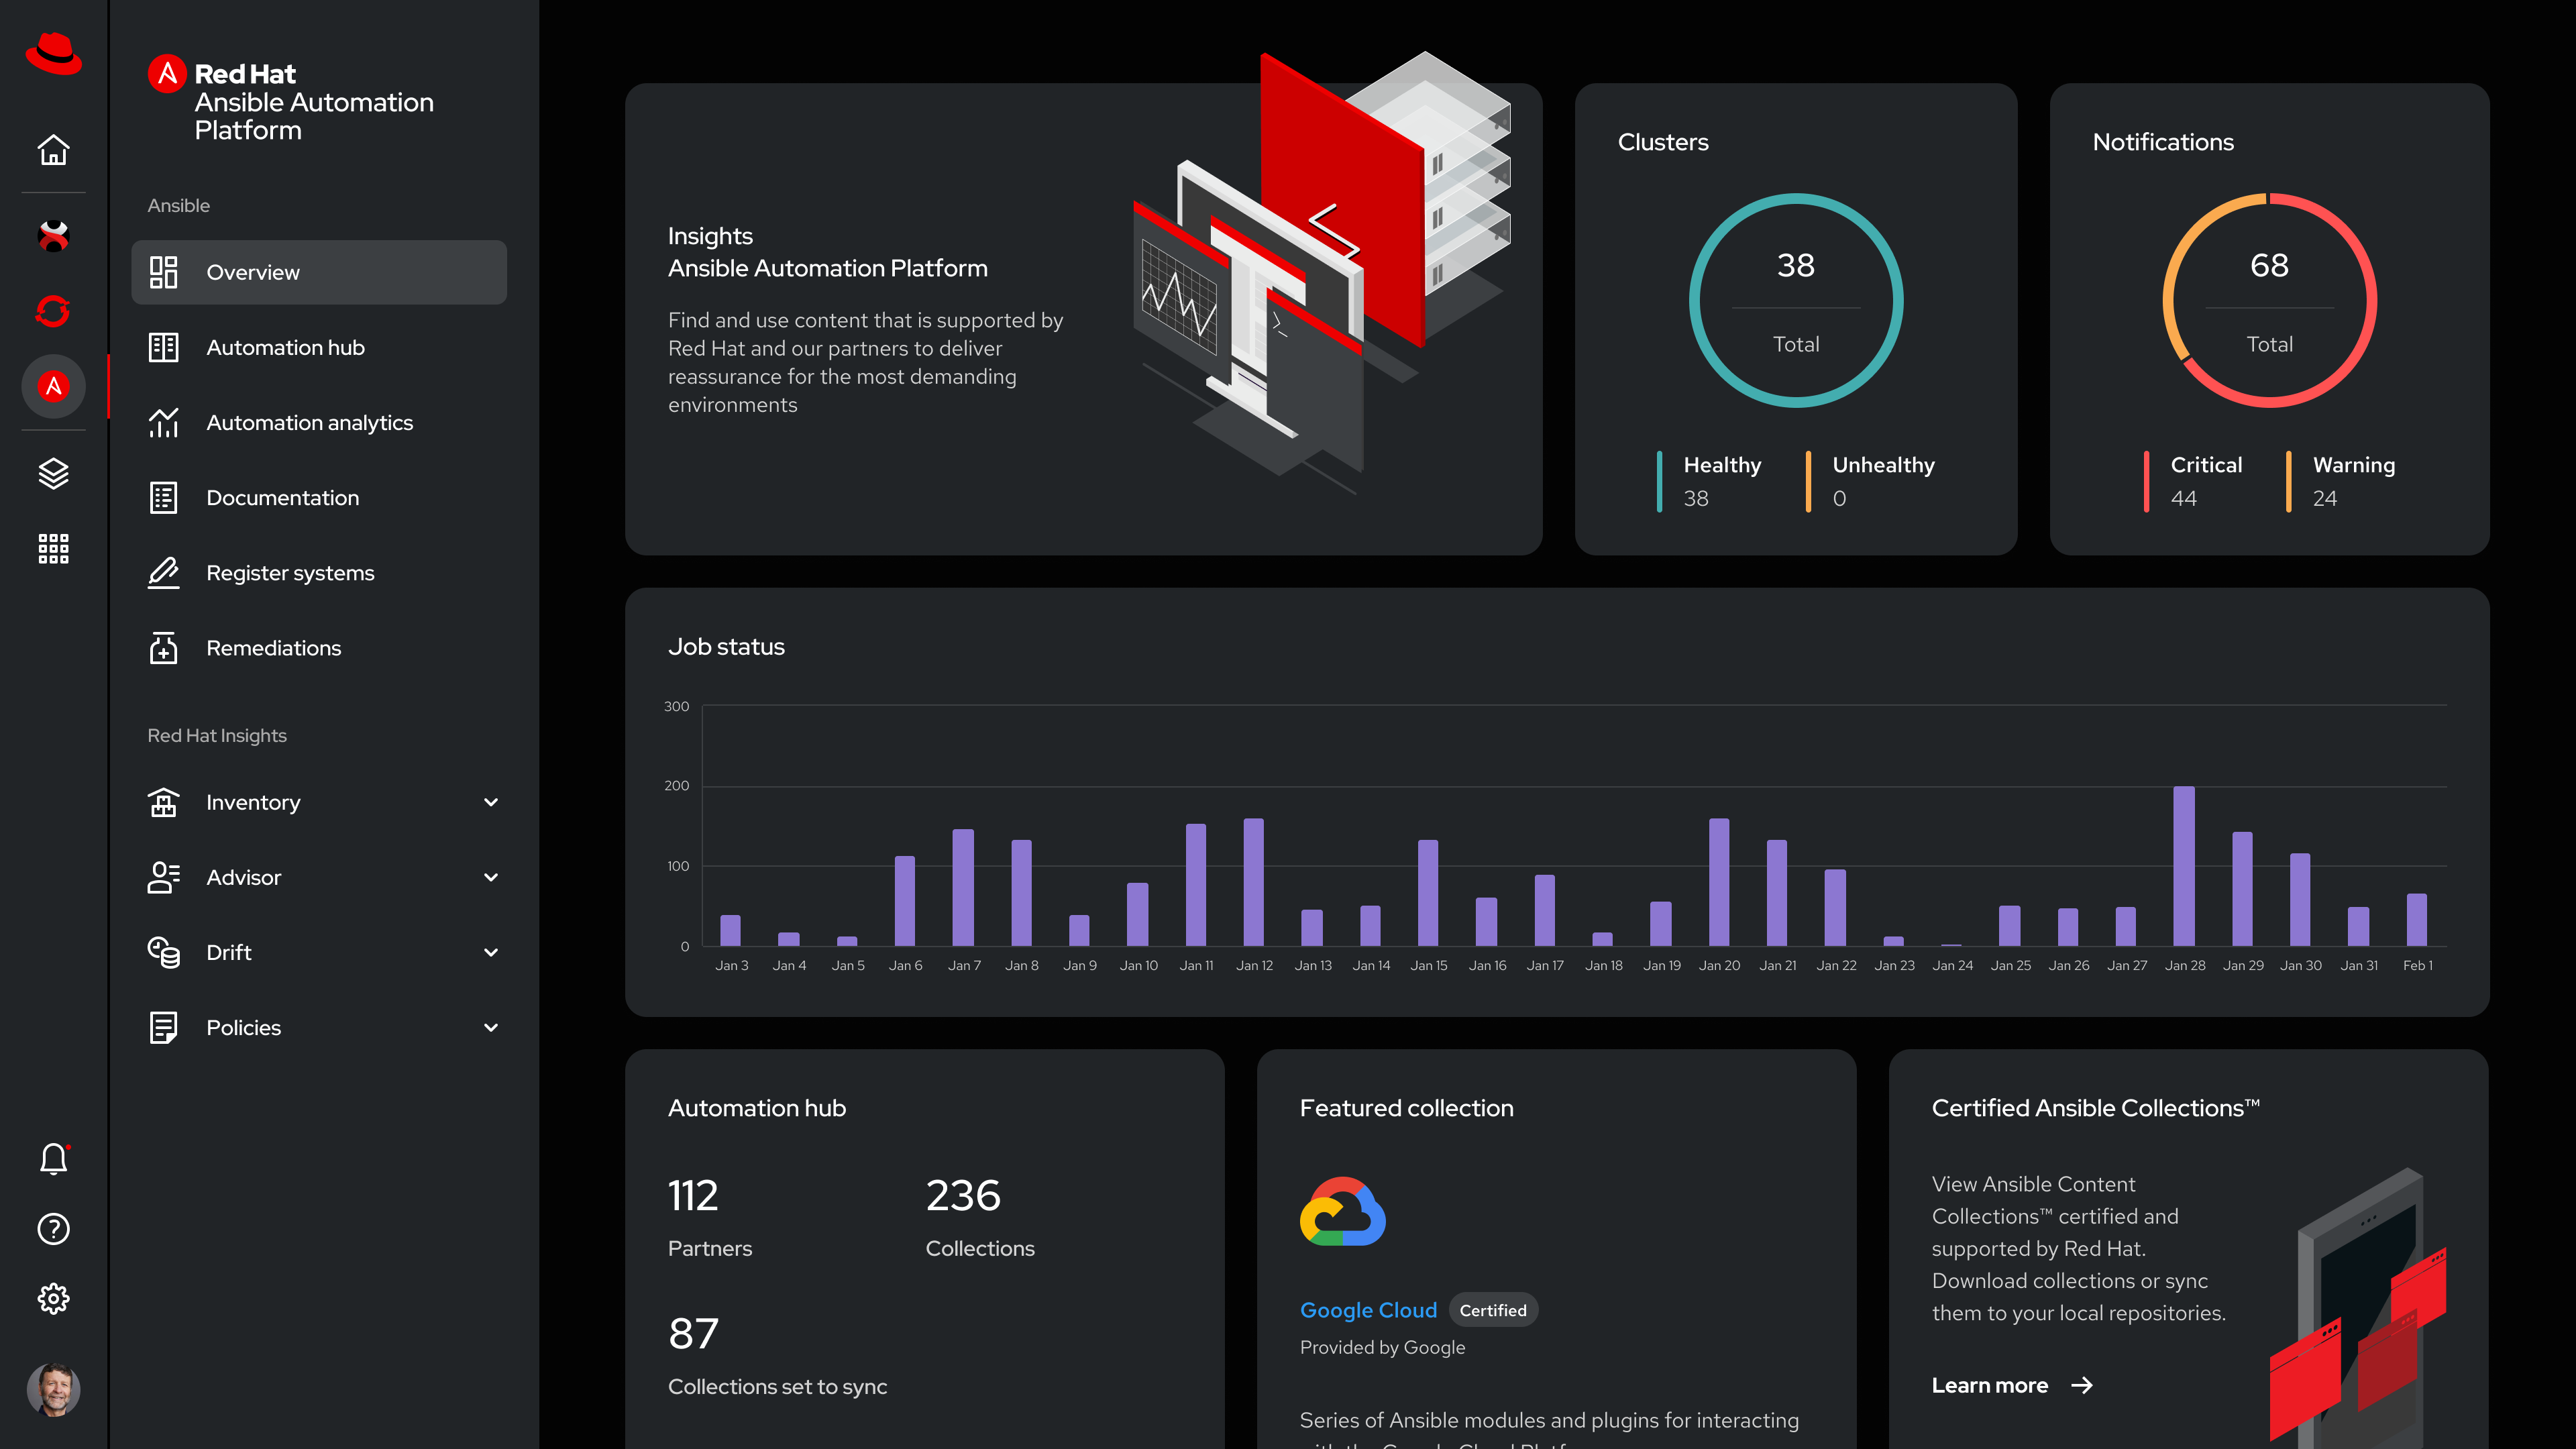 Red Hat
Ansible Automation
Platform
Ansible
Overview
Automation hub
Automation analytics
Documentation
Register systems
Remediations
Red Hat Insights
Inventory
Advisor
Drift
Policies
Insights
Ansible Automation Platform
Find and use content that is supported by
Red Hat and our partners to deliver
reassurance for the most demanding
environments
Clusters
38
Total
Healthy
38
Unhealthy
0
Notifications
68
Total
Critical
44
Warning
24
Job status
300
200
100
0
Jan 3 Jan 4 Jan 5 Jan 6 Jan 7 Jan 8 Jan 9 Jan 10 Jan 11 Jan 12 Jan 13 Jan 14 Jan 15 Jan 16 Jan 17 Jan 18 Jan 19 Jan 20 Jan 21 Jan 22 Jan 23 Jan 24 Jan 25 Jan 26 Jan 27 Jan 28 Jan 29 Jan 30 Jan 31 Feb 1
Automation hub
112
Partners
236
Collections
87
Collections set to sync
Featured collection
Google Cloud
Certified
Provided by Google
Series of Ansible modules and plugins for interacting
Certified Ansible Collections™
View Ansible Content
Collections™ certified and
supported by Red Hat.
Download collections or sync
them to your local repositories.
Learn more